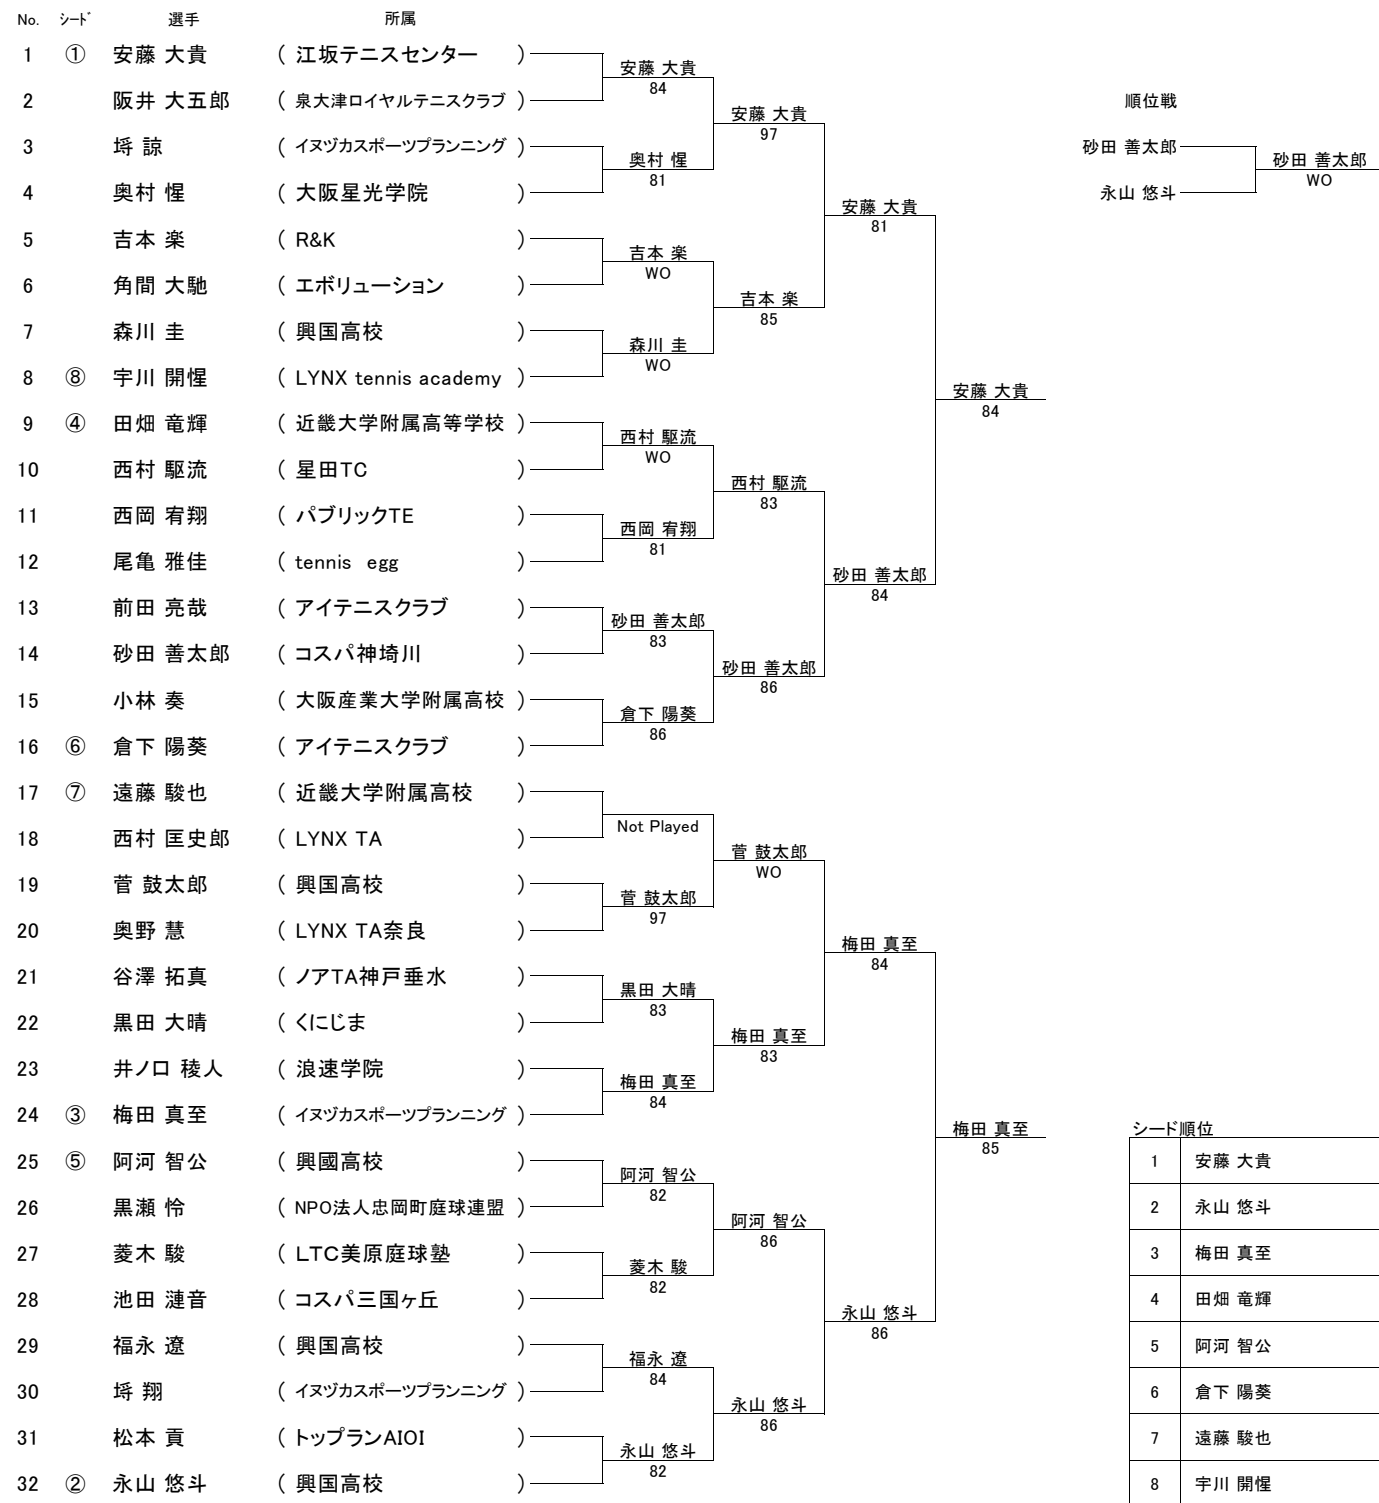 No. シード 選手 所属
1 ① 安藤 大貴 ( 江坂テニスセンター )
2 阪井 大五郎 ( 泉大津ロイヤルテニスクラブ )
3 埓 諒 ( イヌヅカスポーツプランニング )
4 奥村 惺 ( 大阪星光学院 )
5 吉本 楽 ( R&K )
6 角間 大馳 ( エボリューション )
7 森川 圭 ( 興国高校 )
8 ⑧ 宇川 開惺 ( LYNX tennis academy )
9 ④ 田畑 竜輝 ( 近畿大学附属高等学校 )
10 西村 駆流 ( 星田TC )
11 西岡 宥翔 ( パブリックTE )
12 尾亀 雅佳 ( tennis egg )
13 前田 亮哉 ( アイテニスクラブ )
14 砂田 善太郎 ( コスパ神埼川 )
15 小林 奏 ( 大阪産業大学附属高校 )
16 ⑥ 倉下 陽葵 ( アイテニスクラブ )
17 ⑦ 遠藤 駿也 ( 近畿大学附属高校 )
18 西村 匡史郎 ( LYNX TA )
19 菅 鼓太郎 ( 興国高校 )
20 奥野 慧 ( LYNX TA奈良 )
21 谷澤 拓真 ( ノアTA神戸垂水 )
22 黒田 大晴 ( くにじま )
23 井ノ口 稜人 ( 浪速学院 )
24 ③ 梅田 真至 ( イヌヅカスポーツプランニング )
25 ⑤ 阿河 智公 ( 興國高校 )
26 黒瀬 怜 ( NPO法人忠岡町庭球連盟 )
27 菱木 駿 ( LTC美原庭球塾 )
28 池田 漣音 ( コスパ三国ヶ丘 )
29 福永 遼 ( 興国高校 )
30 埓 翔 ( イヌヅカスポーツプランニング )
31 松本 貢 ( トップランAIOI )
32 ② 永山 悠斗 ( 興国高校 )
安藤 大貴
84
奥村 惺
81
吉本 楽
WO
森川 圭
WO
西村 駆流
WO
西岡 宥翔
81
砂田 善太郎
83
倉下 陽葵
86
Not Played
菅 鼓太郎
97
黒田 大晴
83
梅田 真至
84
阿河 智公
82
菱木 駿
82
福永 遼
84
永山 悠斗
82
安藤 大貴
97
吉本 楽
85
西村 駆流
83
砂田 善太郎
86
菅 鼓太郎
WO
梅田 真至
83
阿河 智公
86
永山 悠斗
86
安藤 大貴
81
砂田 善太郎
84
梅田 真至
84
永山 悠斗
86
安藤 大貴
84
梅田 真至
85
順位戦
砂田 善太郎
永山 悠斗
砂田 善太郎
WO
シード順位
1 安藤 大貴
2 永山 悠斗
3 梅田 真至
4 田畑 竜輝
5 阿河 智公
6 倉下 陽葵
7 遠藤 駿也
8 宇川 開惺